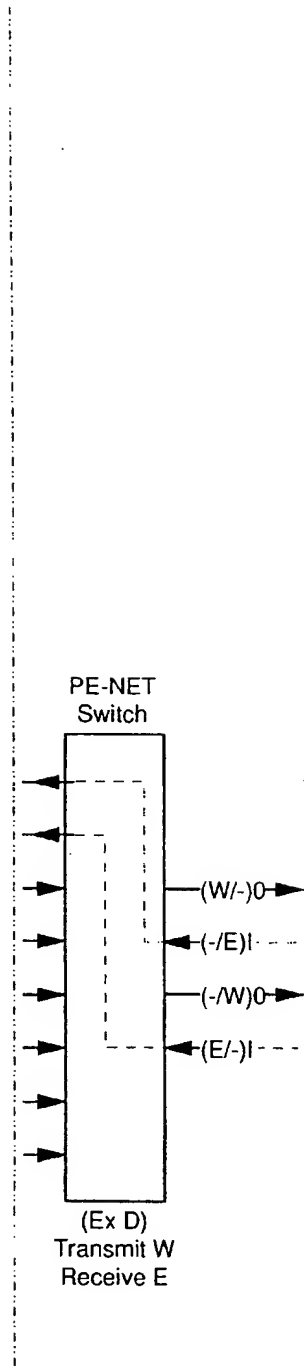 PE-NET
Switch
(W/-)0
(-/E)I
(-/W)0
(E/-)I
(Ex D)
Transmit W
Receive E